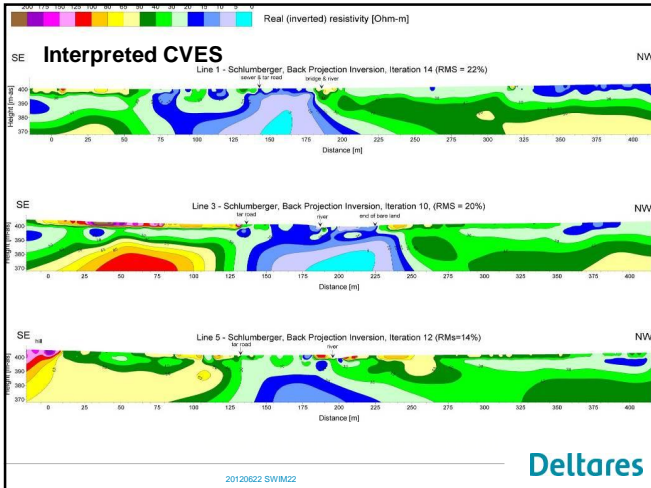 200 175 150 125 100 80 65 50 40 30 20 15 10 5 0
Real (inverted) resistivity [Ohm-m]
Interpreted CVES
SE NW
Line 1 - Schlumberger, Back Projection Inversion, Iteration 14 (RMS = 22%)
sewer & tar road bridge & river
Height [m-as]
400
390
380
370
0 25 50 75 100 125 150 175 200 225 250 275 300 325 350 375 400
Distance [m]
SE NW
Line 3 - Schlumberger, Back Projection Inversion, Iteration 10, (RMS = 20%)
tar road river end of bare land
Height [m-as]
400
390
380
370
0 25 50 75 100 125 150 175 200 225 250 275 300 325 350 375 400
Distance [m]
SE NW
hill
Line 5 - Schlumberger, Back Projection Inversion, Iteration 12 (RMs=14%)
tar road river
Height [m-as]
400
390
380
370
0 25 50 75 100 125 150 175 200 225 250 275 300 325 350 375 400
Distance [m]
20120622 SWIM22
Deltares